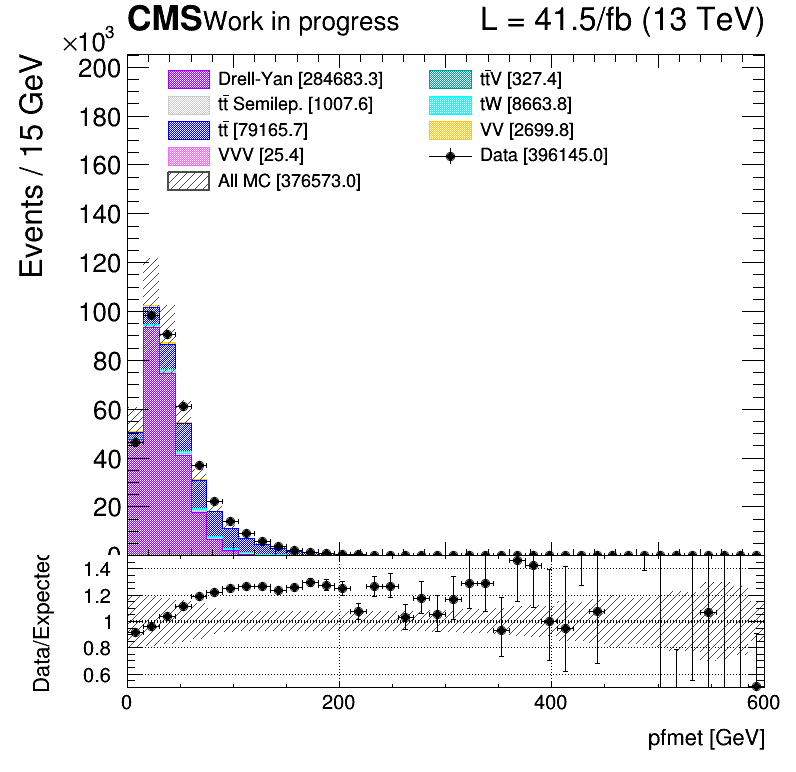 CMS Work in progress L = 41.5/fb (13 TeV)
×10³
Events / 15 GeV
200
180
160
140
120
100
80
60
40
20
0
Drell-Yan [284683.3]
tt̄ Semilep. [1007.6]
tt̄ [79165.7]
VVV [25.4]
All MC [376573.0]
tt̄V [327.4]
tW [8663.8]
VV [2699.8]
Data [396145.0]
Data/Expected
1.4
1.2
1
0.8
0.6
0 200 400 600
pfmet [GeV]